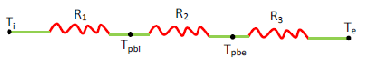 Ti R1 Tpbi R2 Tpbe R3 Te